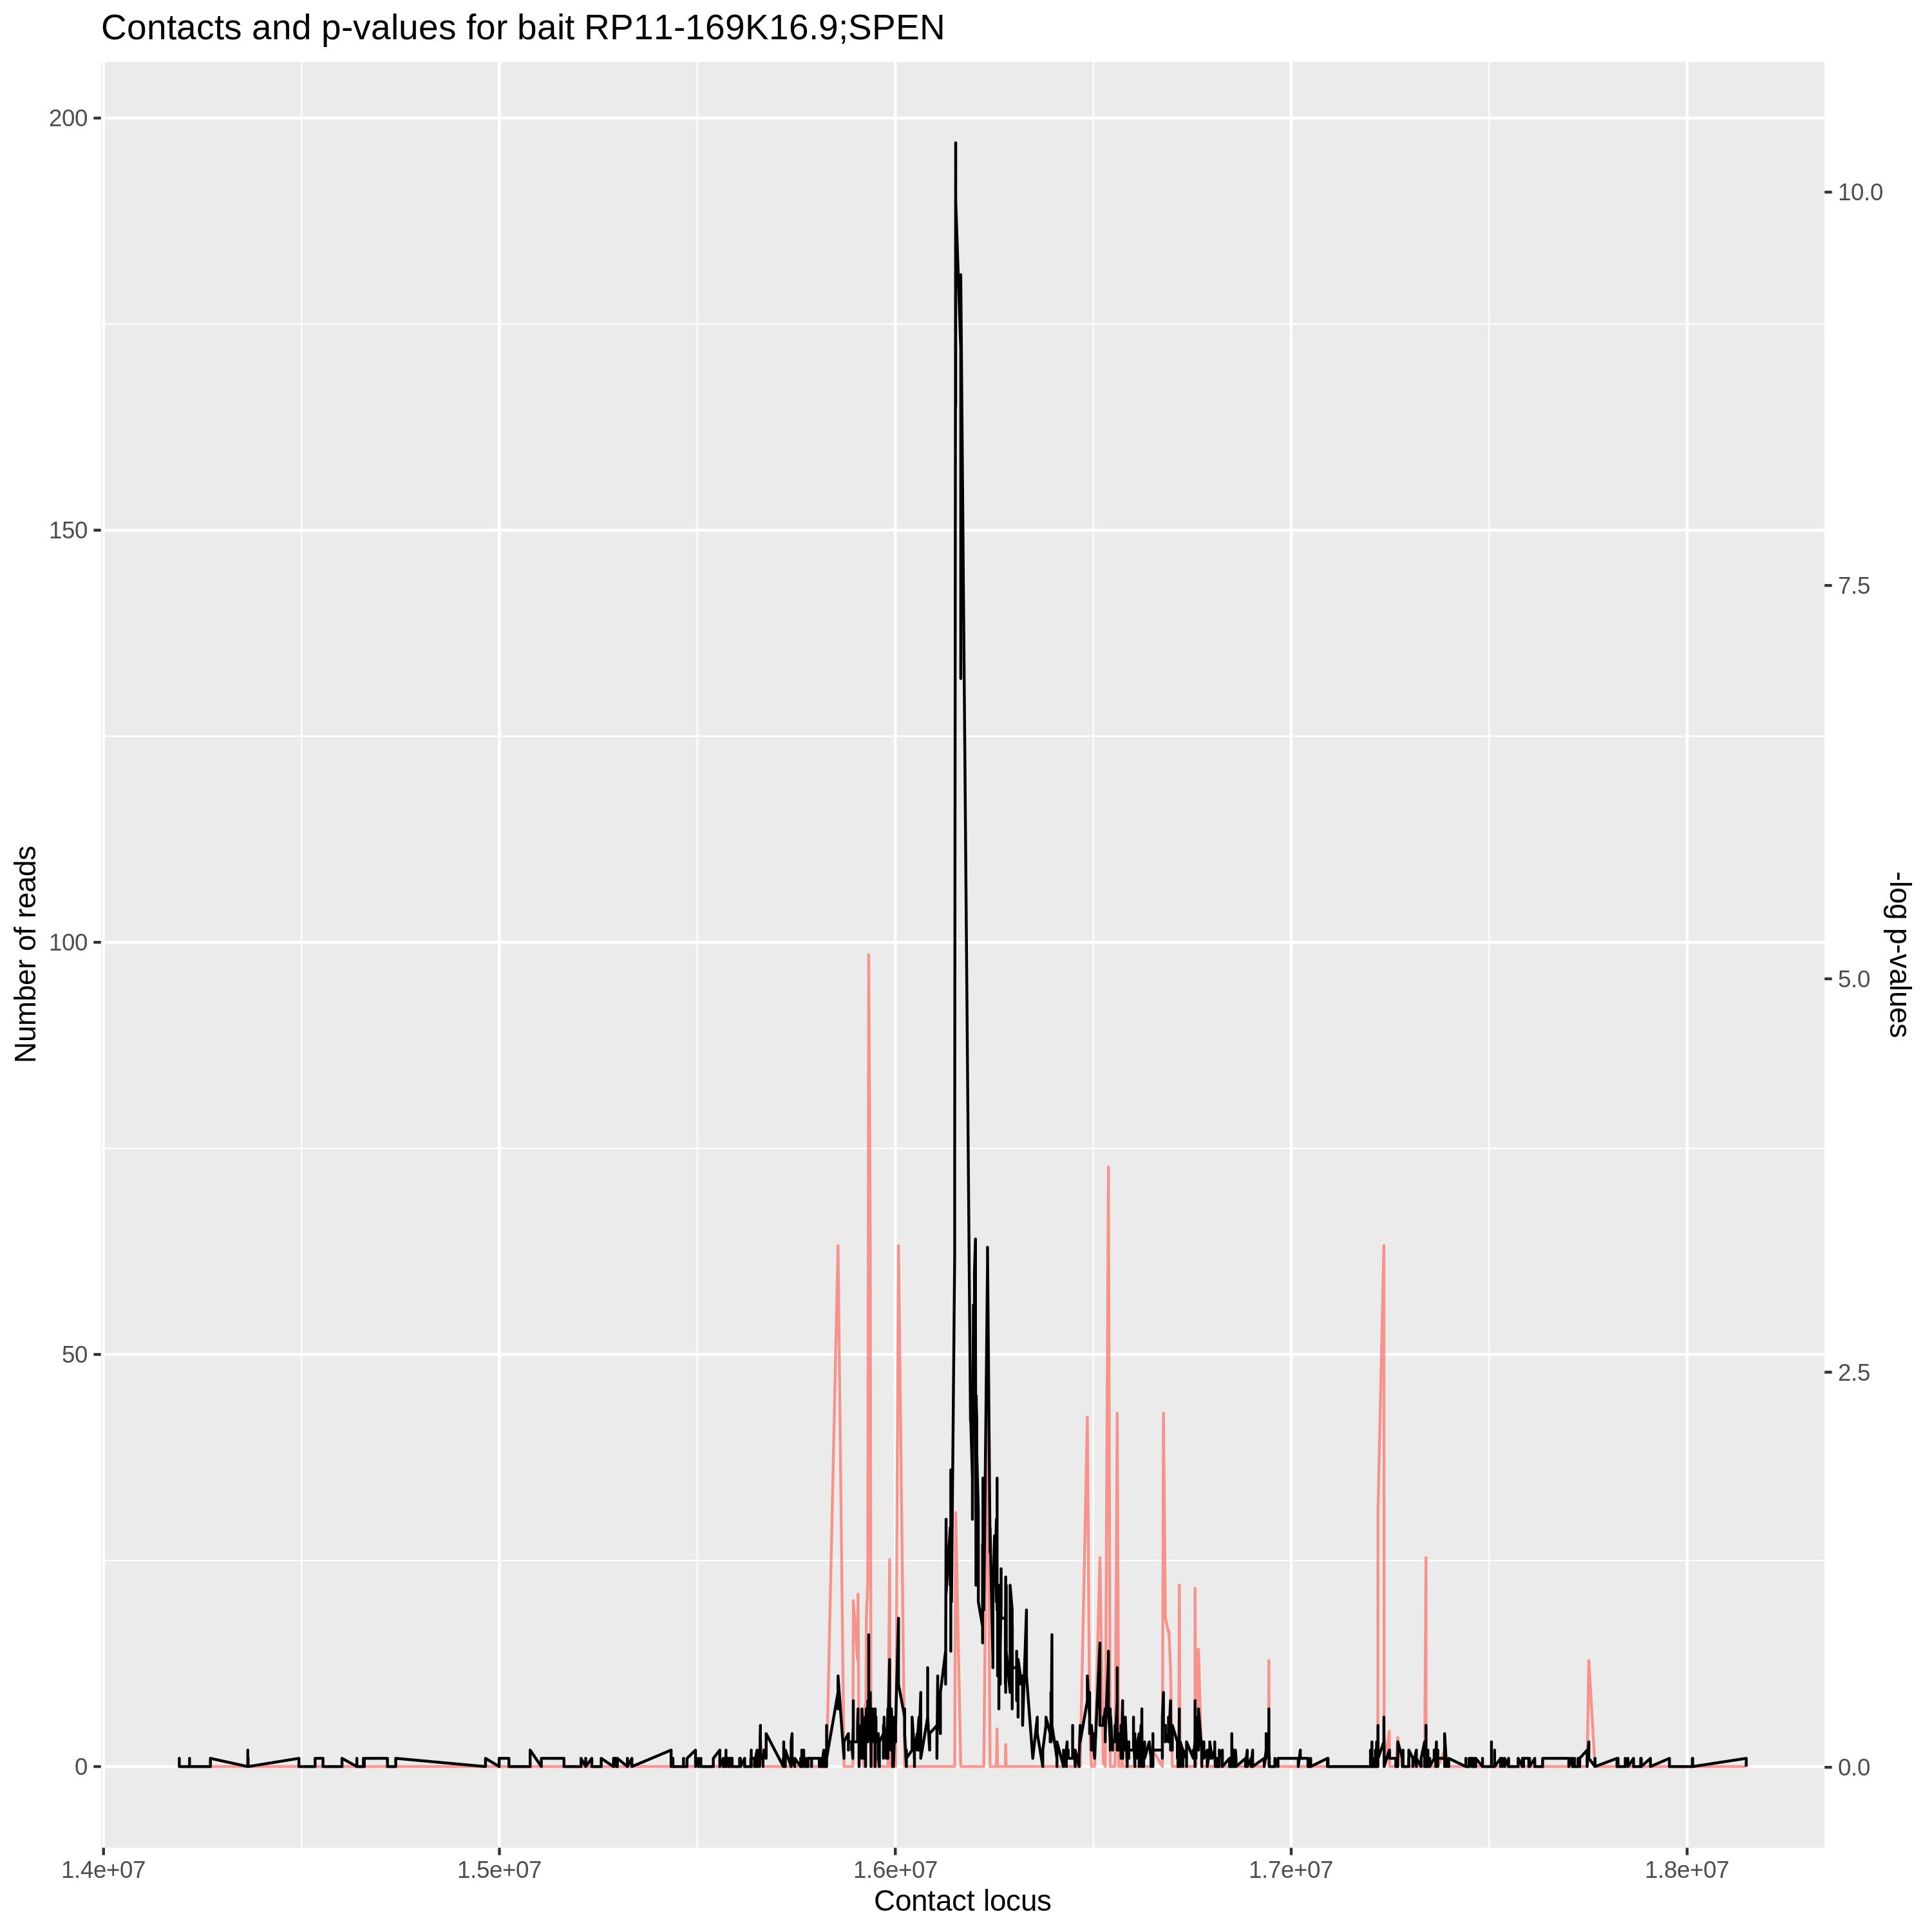 Contacts and p-values for bait RP11-169K16.9;SPEN
200
150
100
50
0
Number of reads
10.0
7.5
5.0
2.5
0.0
-log p-values
1.4e+07
1.5e+07
1.6e+07
1.7e+07
1.8e+07
Contact locus